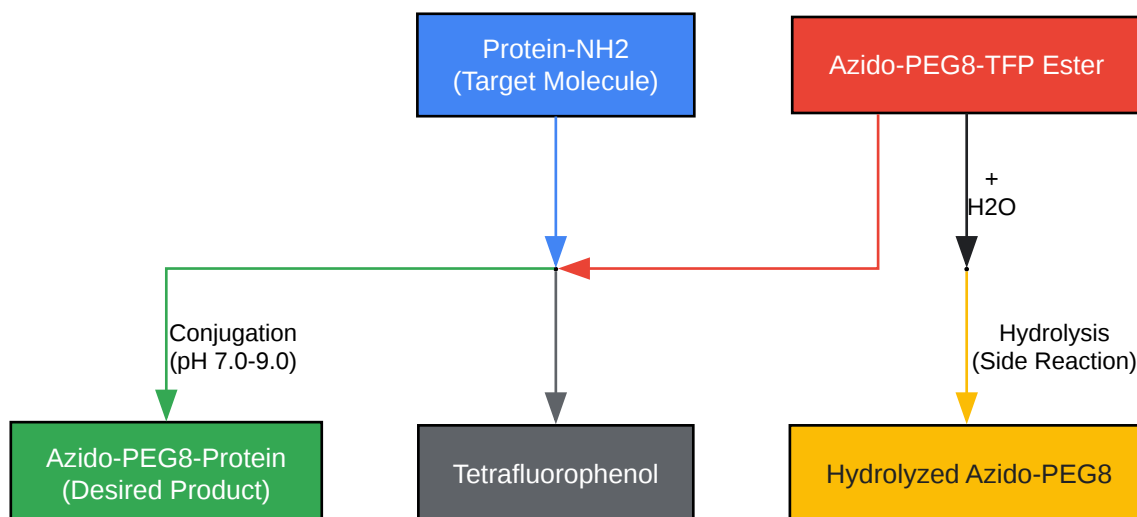 Protein-NH2
(Target Molecule)
Azido-PEG8-TFP Ester
+
H2O
Conjugation
(pH 7.0-9.0)
Hydrolysis
(Side Reaction)
Azido-PEG8-Protein
(Desired Product)
Tetrafluorophenol
Hydrolyzed Azido-PEG8